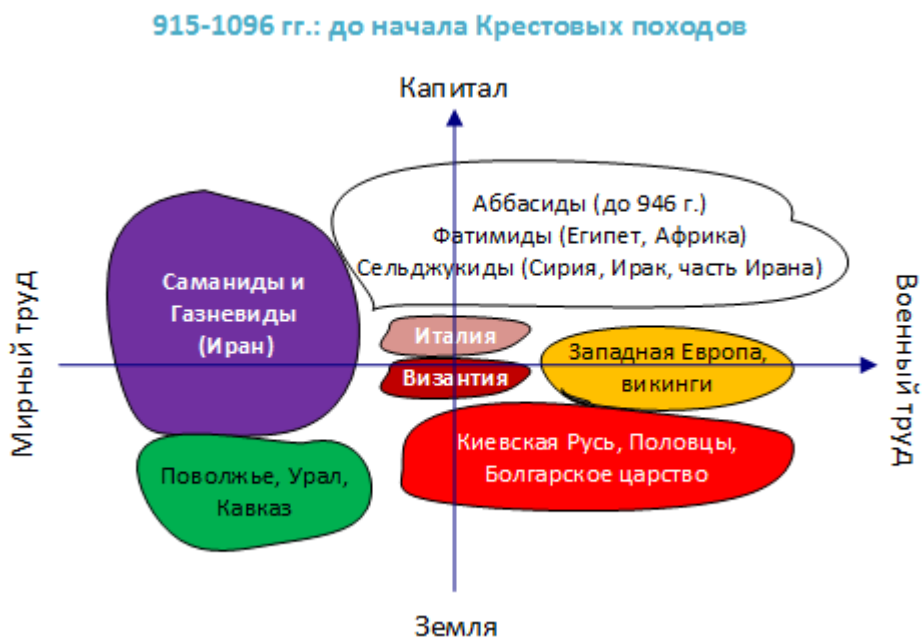 915-1096 гг.: до начала Крестовых походов
Капитал
Аббасиды (до 946 г.)
Фатимиды (Египет, Африка)
Сельджукиды (Сирия, Ирак, часть Ирана)
Саманиды и
Газневиды
(Иран)
Мирный труд
Военный труд
Италия
Византия
Западная Европа,
викинги
Киевская Русь, Половцы,
Болгарское царство
Поволжье, Урал,
Кавказ
Земля